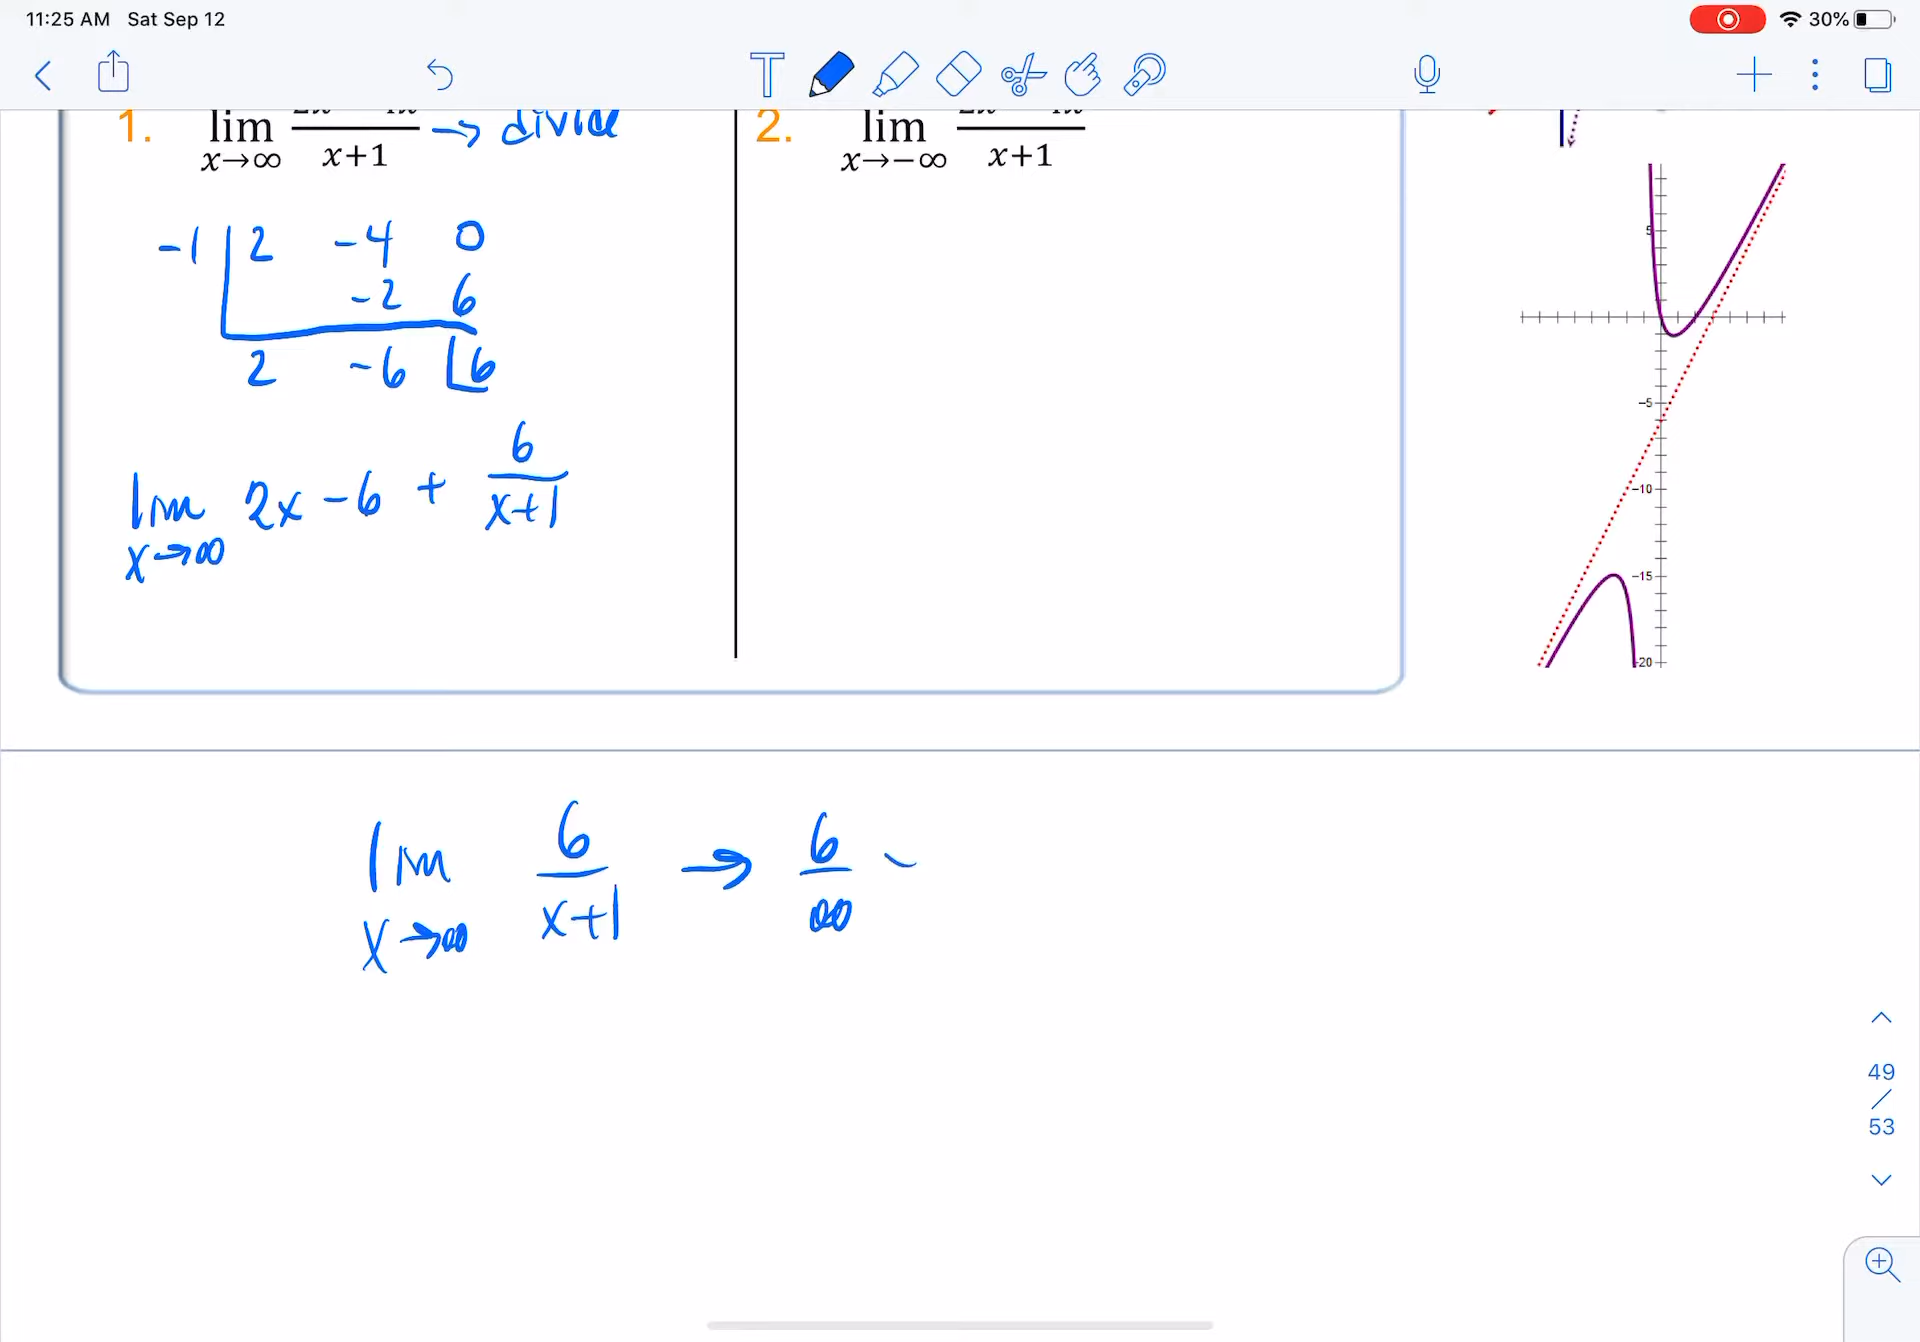 11:25 AM Sat Sep 12
30%
1. lim x→∞ x+1 → divide
2. lim x→−∞ x+1
-1 | 2 -4 0
-2 6
2 -6 | 6
lim x→∞ 2x - 6 + 6/(x+1)
5
−5
−10
−15
−20
lim x→∞ 6/(x+1) → 6/∞
49
/
53